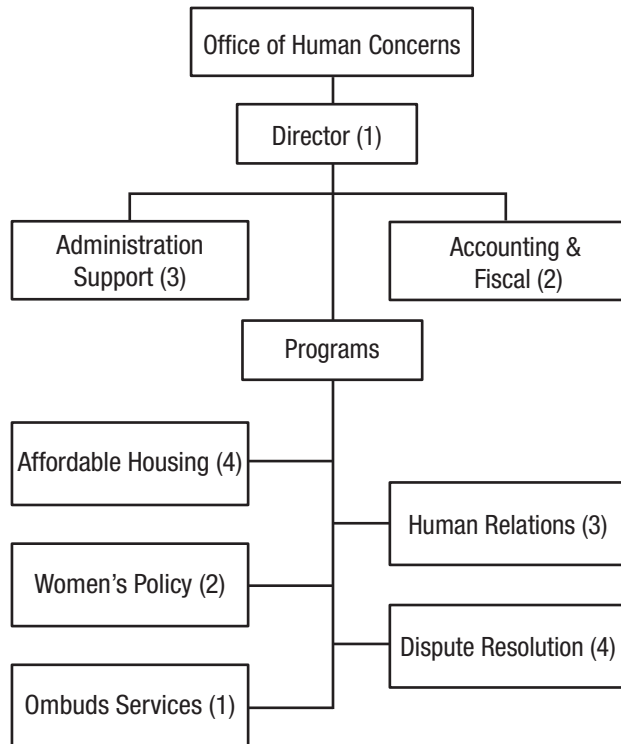 Office of Human Concerns
Director (1)
Administration
Support (3)
Accounting &
Fiscal (2)
Programs
Affordable Housing (4)
Human Relations (3)
Women’s Policy (2)
Dispute Resolution (4)
Ombuds Services (1)